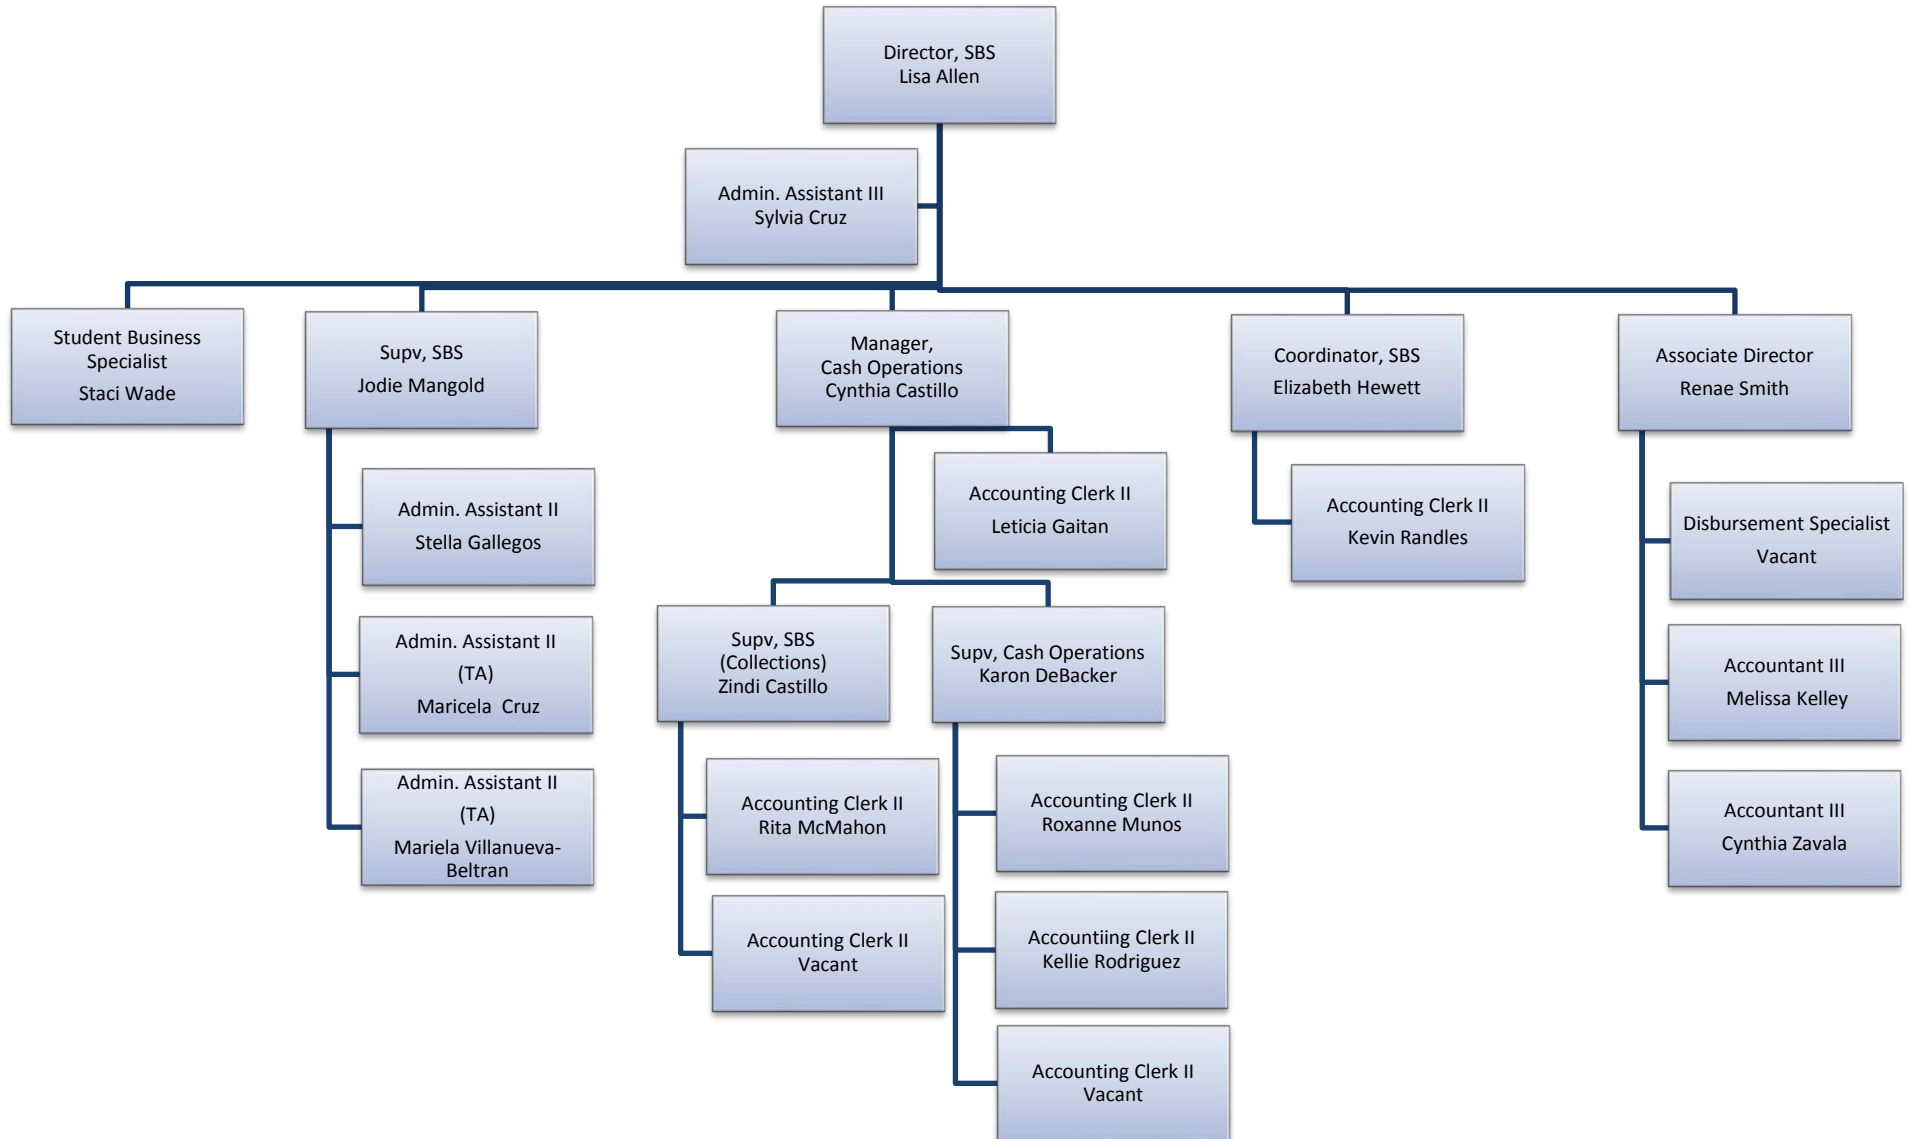 Director, SBS
Lisa Allen
Admin. Assistant III
Sylvia Cruz
Student Business
Specialist
Staci Wade
Supv, SBS
Jodie Mangold
Manager,
Cash Operations
Cynthia Castillo
Coordinator, SBS
Elizabeth Hewett
Associate Director
Renae Smith
Admin. Assistant II
Stella Gallegos
Admin. Assistant II
(TA)
Maricela  Cruz
Admin. Assistant II
(TA)
Mariela Villanueva-
Beltran
Accounting Clerk II
Leticia Gaitan
Supv, SBS
(Collections)
Zindi Castillo
Accounting Clerk II
Rita McMahon
Accounting Clerk II
Vacant
Supv, Cash Operations
Karon DeBacker
Accounting Clerk II
Roxanne Munos
Accountiing Clerk II
Kellie Rodriguez
Accounting Clerk II
Vacant
Accounting Clerk II
Kevin Randles
Disbursement Specialist
Vacant
Accountant III
Melissa Kelley
Accountant III
Cynthia Zavala